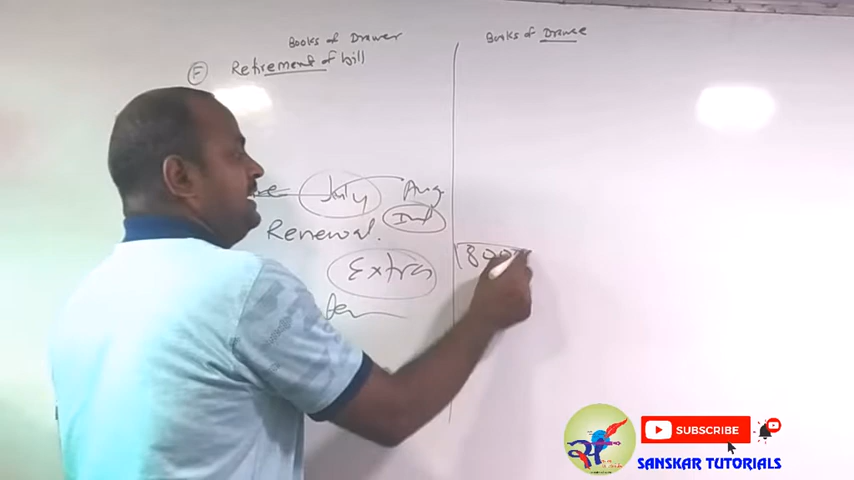 Books of Drawer
Books of Drawee
F Retirement of bill
July Aug
Int
Renewal.
Extra
SUBSCRIBE
SANSKAR TUTORIALS